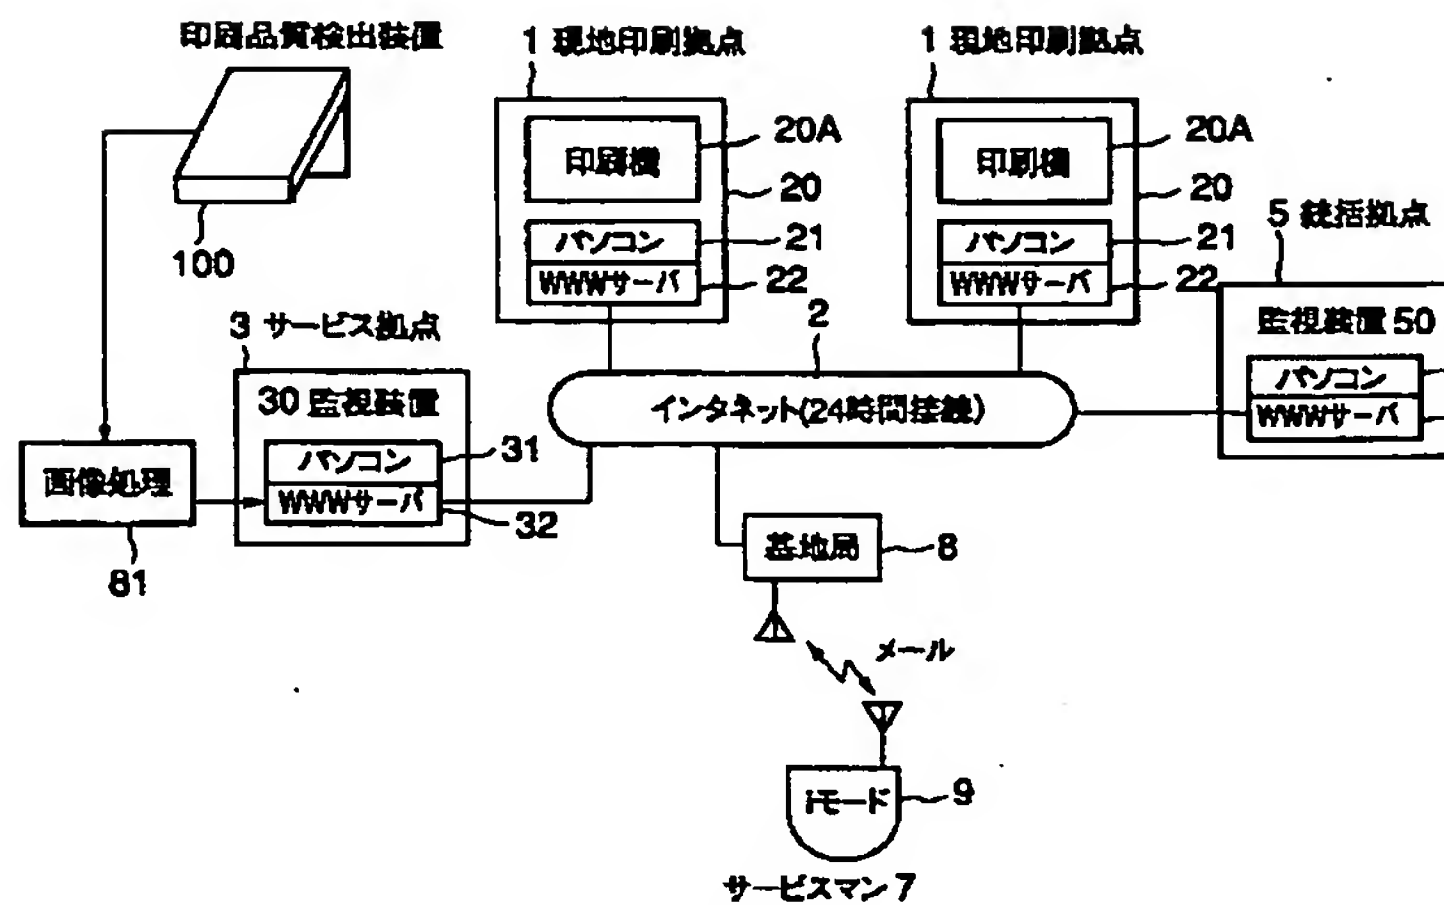 印刷品質検出装置
100
1 現地印刷拠点
印刷機
20A
20
パソコン
21
WWWサーバ
22
1 現地印刷拠点
印刷機
20A
20
パソコン
21
WWWサーバ
22
5 統括拠点
監視装置 50
パソコン
WWWサーバ
2
インタネット(24時間接続)
3 サービス拠点
30 監視装置
パソコン
31
WWWサーバ
32
画像処理
81
基地局
8
メール
iモード
9
サービスマン 7